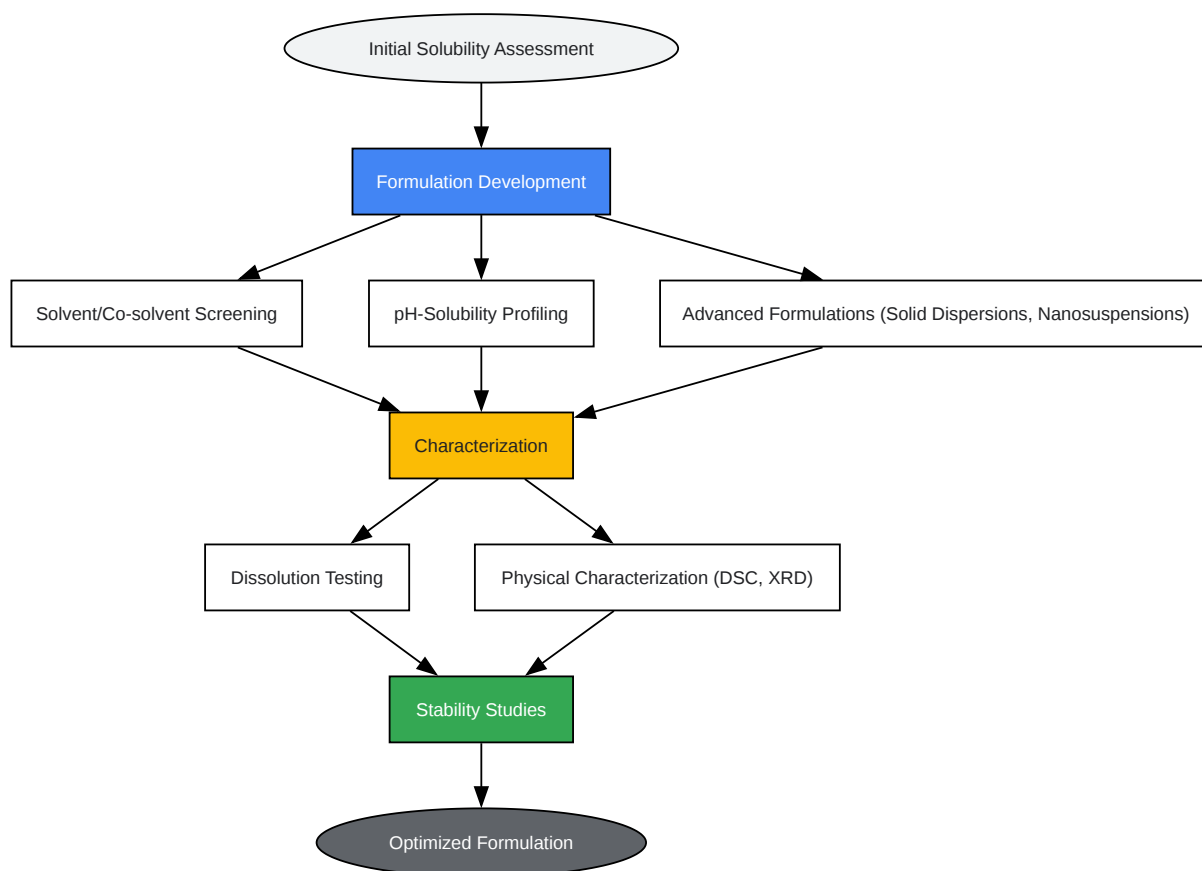 Initial Solubility Assessment
Formulation Development
Solvent/Co-solvent Screening
pH-Solubility Profiling
Advanced Formulations (Solid Dispersions, Nanosuspensions)
Characterization
Dissolution Testing
Physical Characterization (DSC, XRD)
Stability Studies
Optimized Formulation